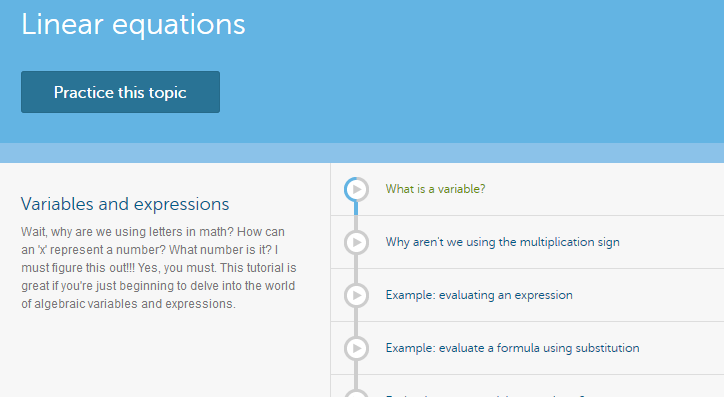 Linear equations
Practice this topic
Variables and expressions
Wait, why are we using letters in math? How can
an 'x' represent a number? What number is it? I
must figure this out!!! Yes, you must. This tutorial is
great if you're just beginning to delve into the world
of algebraic variables and expressions.
What is a variable?
Why aren't we using the multiplication sign
Example: evaluating an expression
Example: evaluate a formula using substitution